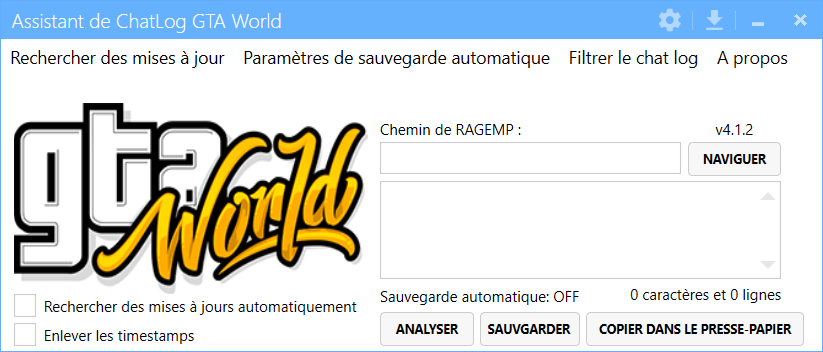 Assistant de ChatLog GTA World
Rechercher des mises à jour Paramètres de sauvegarde automatique Filtrer le chat log A propos
gta
World
Chemin de RAGEMP : v4.1.2
NAVIGUER
Sauvegarde automatique: OFF 0 caractères et 0 lignes
Rechercher des mises à jours automatiquement
Enlever les timestamps
ANALYSER SAUVGARDER COPIER DANS LE PRESSE-PAPIER